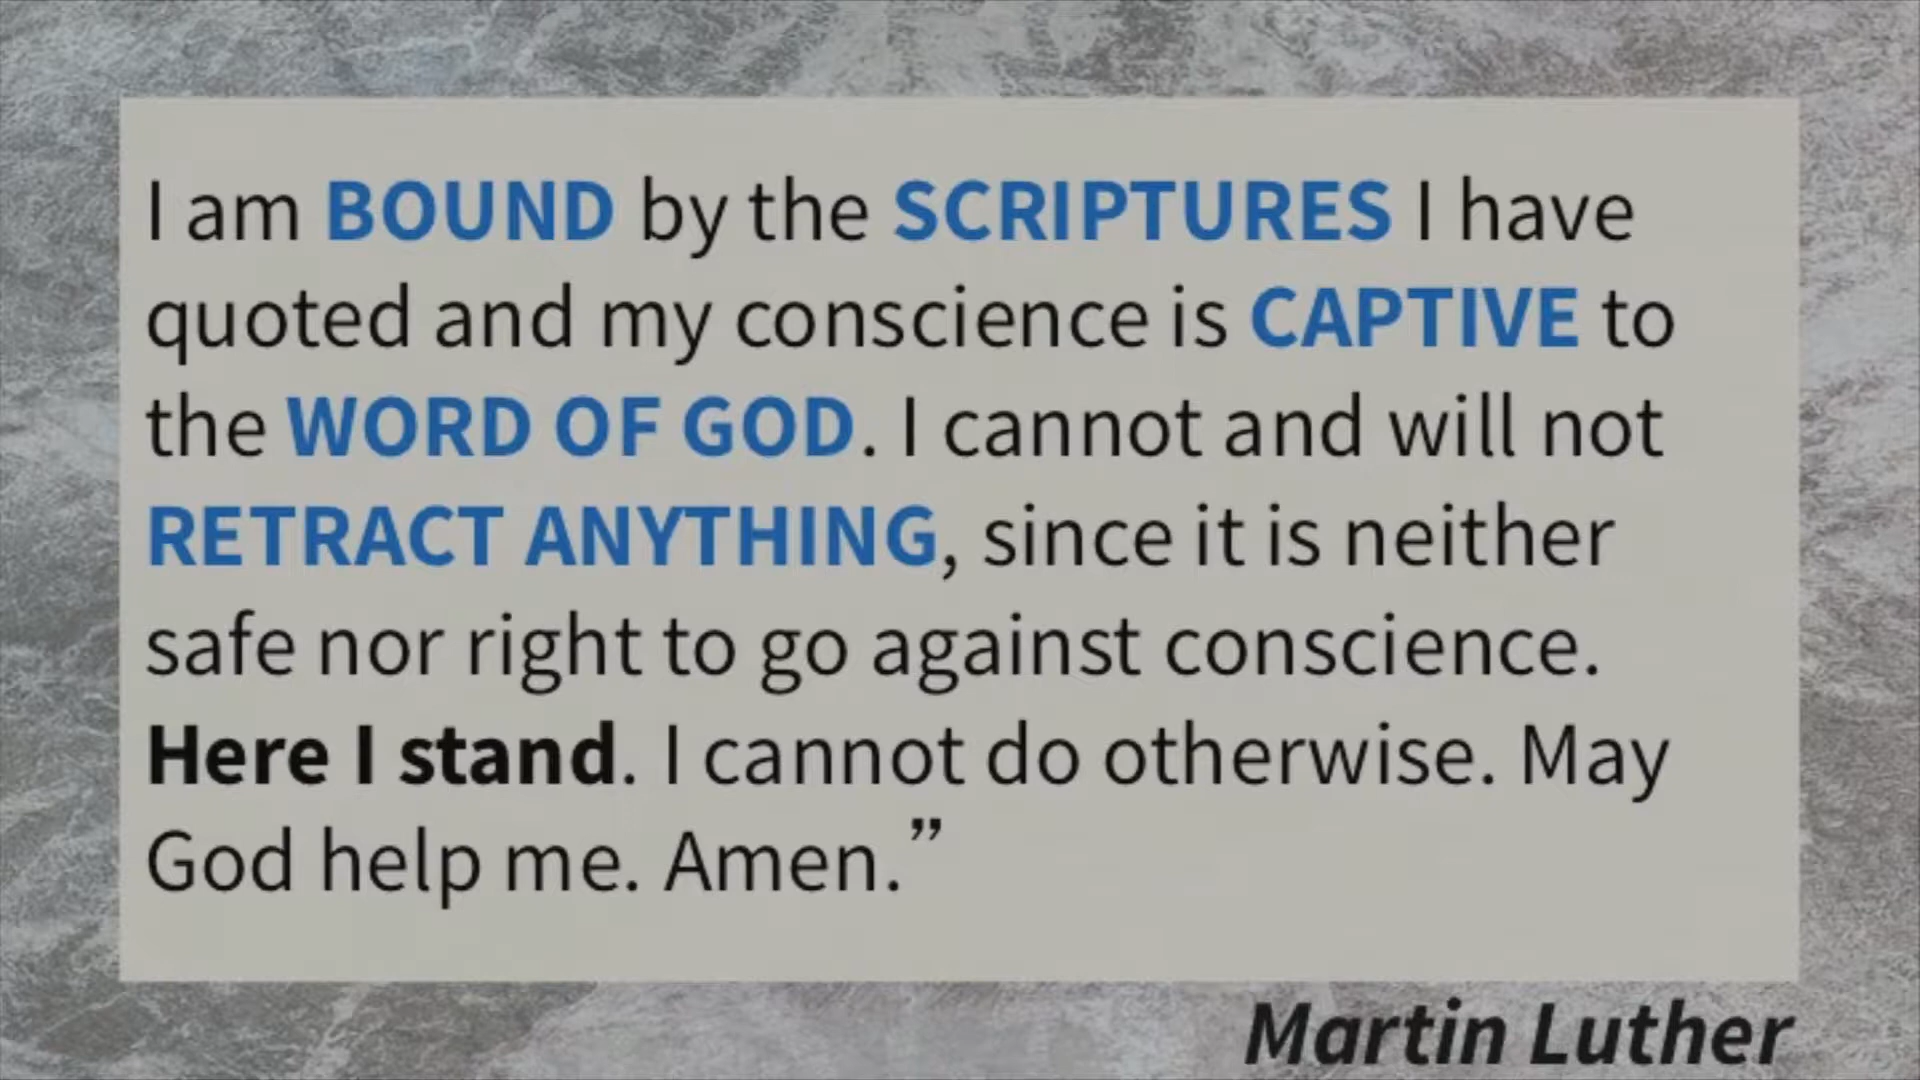 I am BOUND by the SCRIPTURES I have
quoted and my conscience is CAPTIVE to
the WORD OF GOD. I cannot and will not
RETRACT ANYTHING, since it is neither
safe nor right to go against conscience.
Here I stand. I cannot do otherwise. May
God help me. Amen.”
Martin Luther